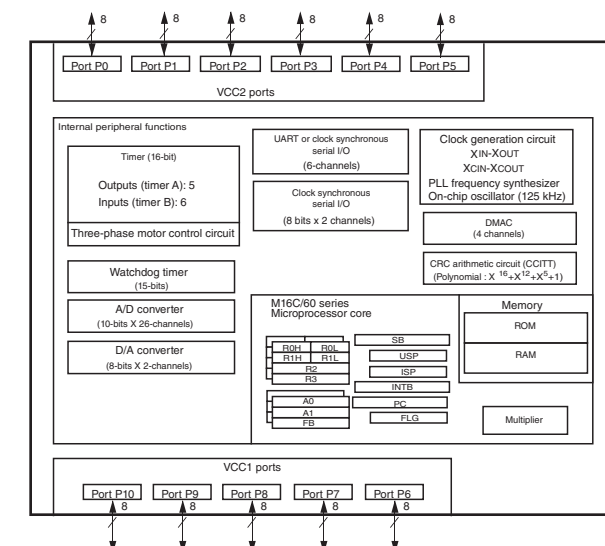 8 8 8 8 8 8
Port P0 Port P1 Port P2 Port P3 Port P4 Port P5
VCC2 ports
Internal peripheral functions
Timer (16-bit)
Outputs (timer A): 5
Inputs (timer B): 6
Three-phase motor control circuit
Watchdog timer
(15-bits)
A/D converter
(10-bits X 26-channels)
D/A converter
(8-bits X 2-channels)
UART or clock synchronous
serial I/O
(6-channels)
Clock synchronous
serial I/O
(8 bits x 2 channels)
Clock generation circuit
XIN-XOUT
XCIN-XCOUT
PLL frequency synthesizer
On-chip oscillator (125 kHz)
DMAC
(4 channels)
CRC arithmetic circuit (CCITT)
(Polynomial : X 16+X12+X5+1)
M16C/60 series
Microprocessor core
R0H R0L
R1H R1L
R2
R3
A0
A1
FB
SB
USP
ISP
INTB
PC
FLG
Memory
ROM
RAM
Multiplier
VCC1 ports
Port P10 Port P9 Port P8 Port P7 Port P6
8 8 8 8 8